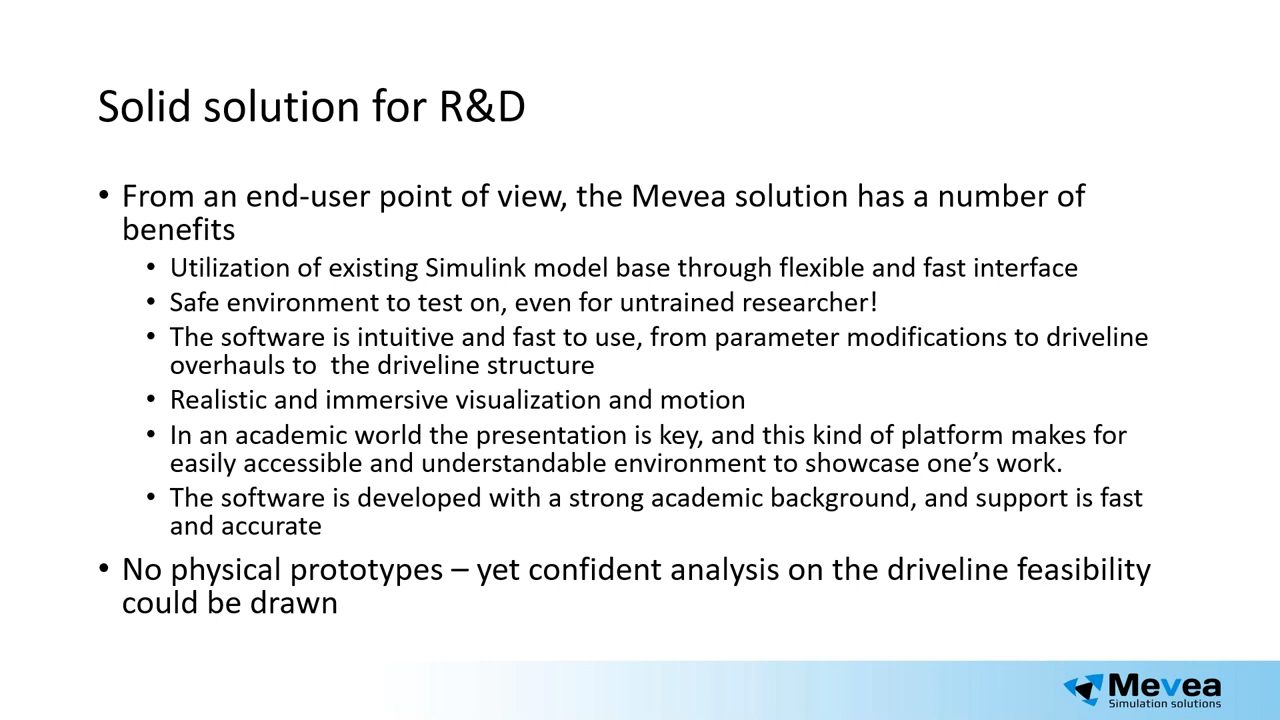 Solid solution for R&D
• From an end-user point of view, the Mevea solution has a number of
benefits
• Utilization of existing Simulink model base through flexible and fast interface
• Safe environment to test on, even for untrained researcher!
• The software is intuitive and fast to use, from parameter modifications to driveline
overhauls to  the driveline structure
• Realistic and immersive visualization and motion
• In an academic world the presentation is key, and this kind of platform makes for
easily accessible and understandable environment to showcase one’s work.
• The software is developed with a strong academic background, and support is fast
and accurate
• No physical prototypes – yet confident analysis on the driveline feasibility
could be drawn
Mevea
Simulation solutions